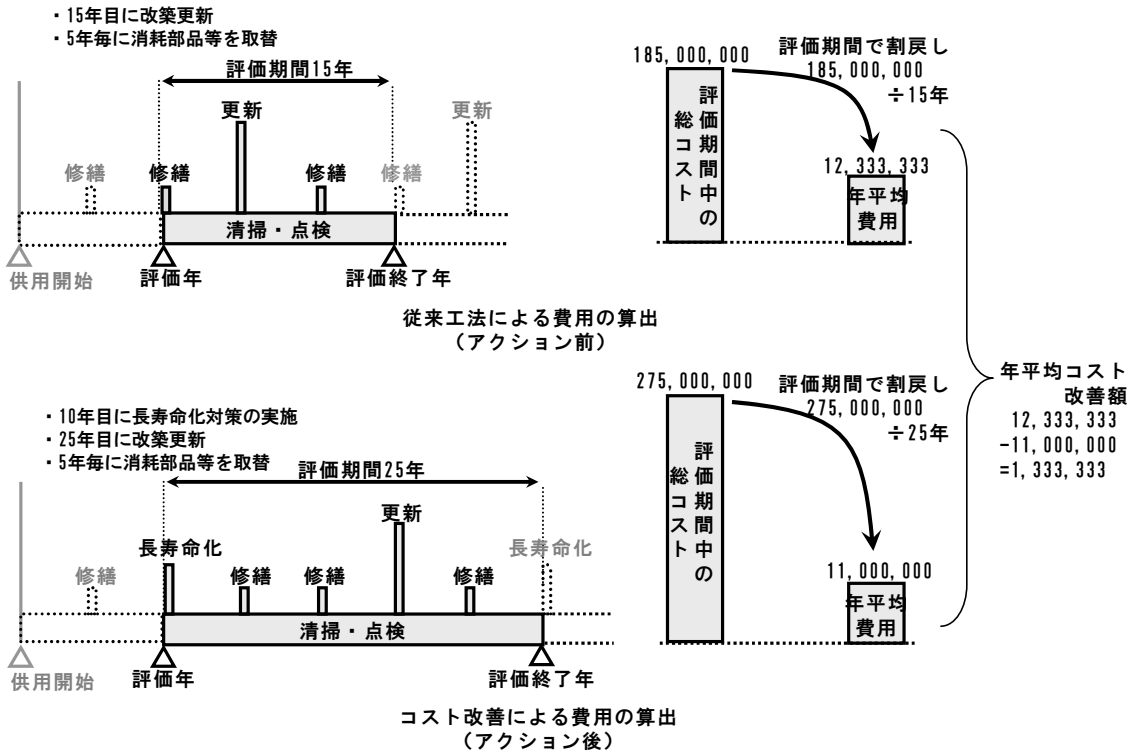 ・15年目に改築更新
・5年毎に消耗部品等を取替
評価期間15年
更新
更新
修繕
修繕
修繕
修繕
清掃・点検
供用開始
評価年
評価終了年
185,000,000
評価期間で割戻し
185,000,000
÷15年
評価期間中の
総コスト
12,333,333
年平均
費用
従来工法による費用の算出
（アクション前）
・10年目に長寿命化対策の実施
・25年目に改築更新
・5年毎に消耗部品等を取替
評価期間25年
更新
長寿命化
長寿命化
修繕
修繕
修繕
修繕
清掃・点検
供用開始
評価年
評価終了年
275,000,000
評価期間で割戻し
275,000,000
÷25年
評価期間中の
総コスト
11,000,000
年平均
費用
年平均コスト
改善額
12,333,333
−11,000,000
=1,333,333
コスト改善による費用の算出
（アクション後）